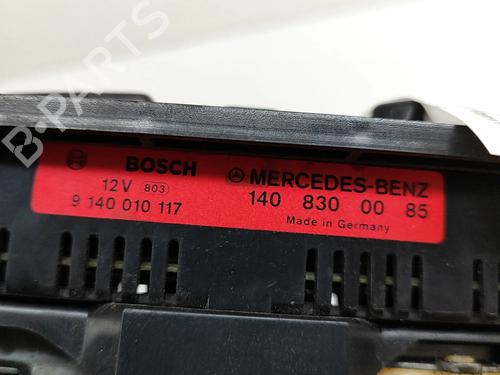 BOSCH
12 V 803
9 140 010 117
MERCEDES-BENZ
140 830 00 85
Made in Germany
B-PARTS